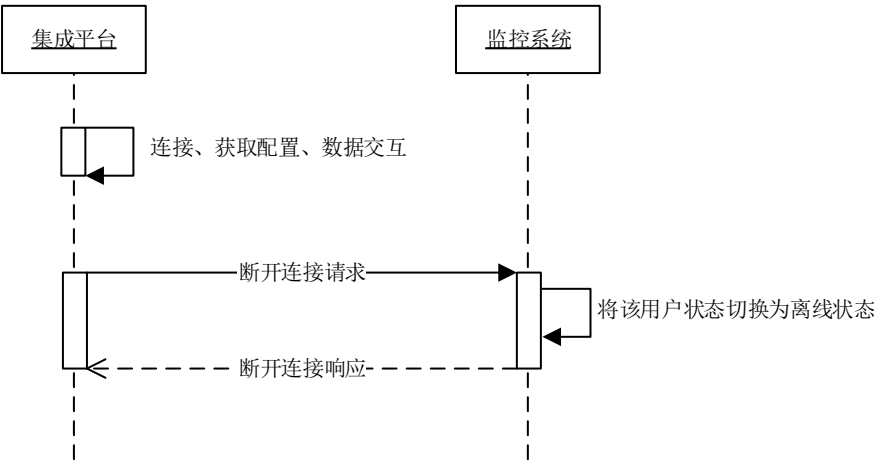 集成平台
监控系统
连接、获取配置、数据交互
断开连接请求
将该用户状态切换为离线状态
断开连接响应